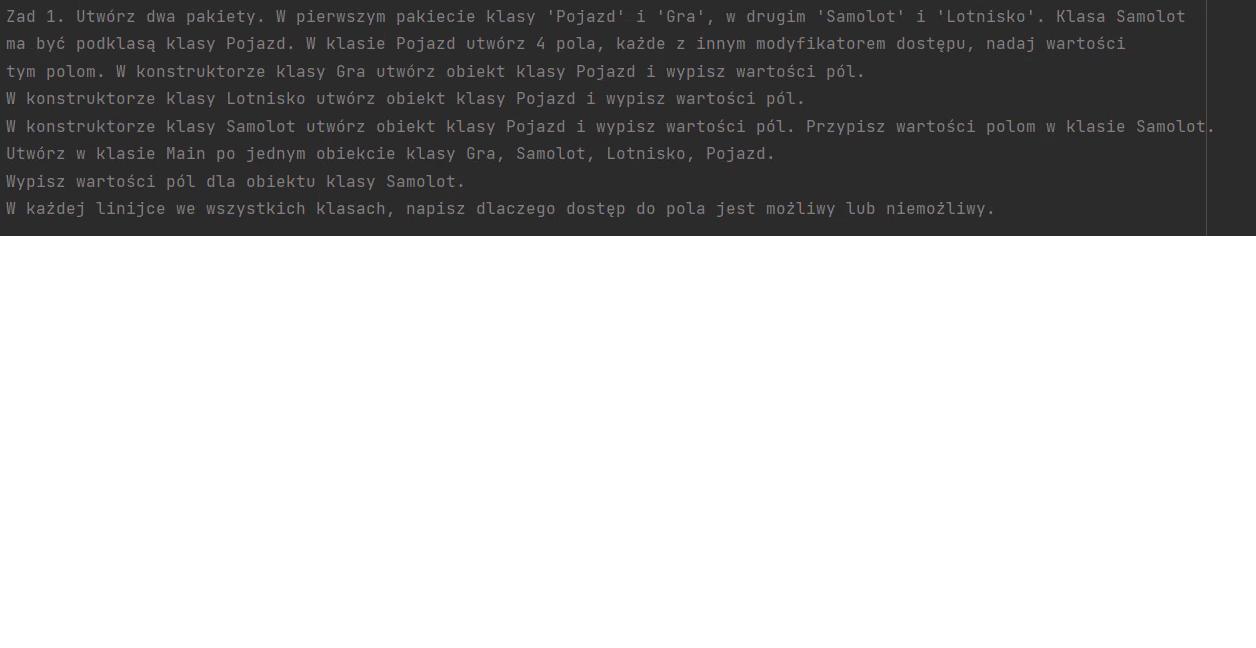 Zad 1. Utwórz dwa pakiety. W pierwszym pakiecie klasy 'Pojazd' i 'Gra', w drugim 'Samolot' i 'Lotnisko'. Klasa Samolot
ma być podklasą klasy Pojazd. W klasie Pojazd utwórz 4 pola, każde z innym modyfikatorem dostępu, nadaj wartości
tym polom. W konstruktorze klasy Gra utwórz obiekt klasy Pojazd i wypisz wartości pól.
W konstruktorze klasy Lotnisko utwórz obiekt klasy Pojazd i wypisz wartości pól.
W konstruktorze klasy Samolot utwórz obiekt klasy Pojazd i wypisz wartości pól. Przypisz wartości polom w klasie Samolot.
Utwórz w klasie Main po jednym obiekcie klasy Gra, Samolot, Lotnisko, Pojazd.
Wypisz wartości pól dla obiektu klasy Samolot.
W każdej linijce we wszystkich klasach, napisz dlaczego dostęp do pola jest możliwy lub niemożliwy.